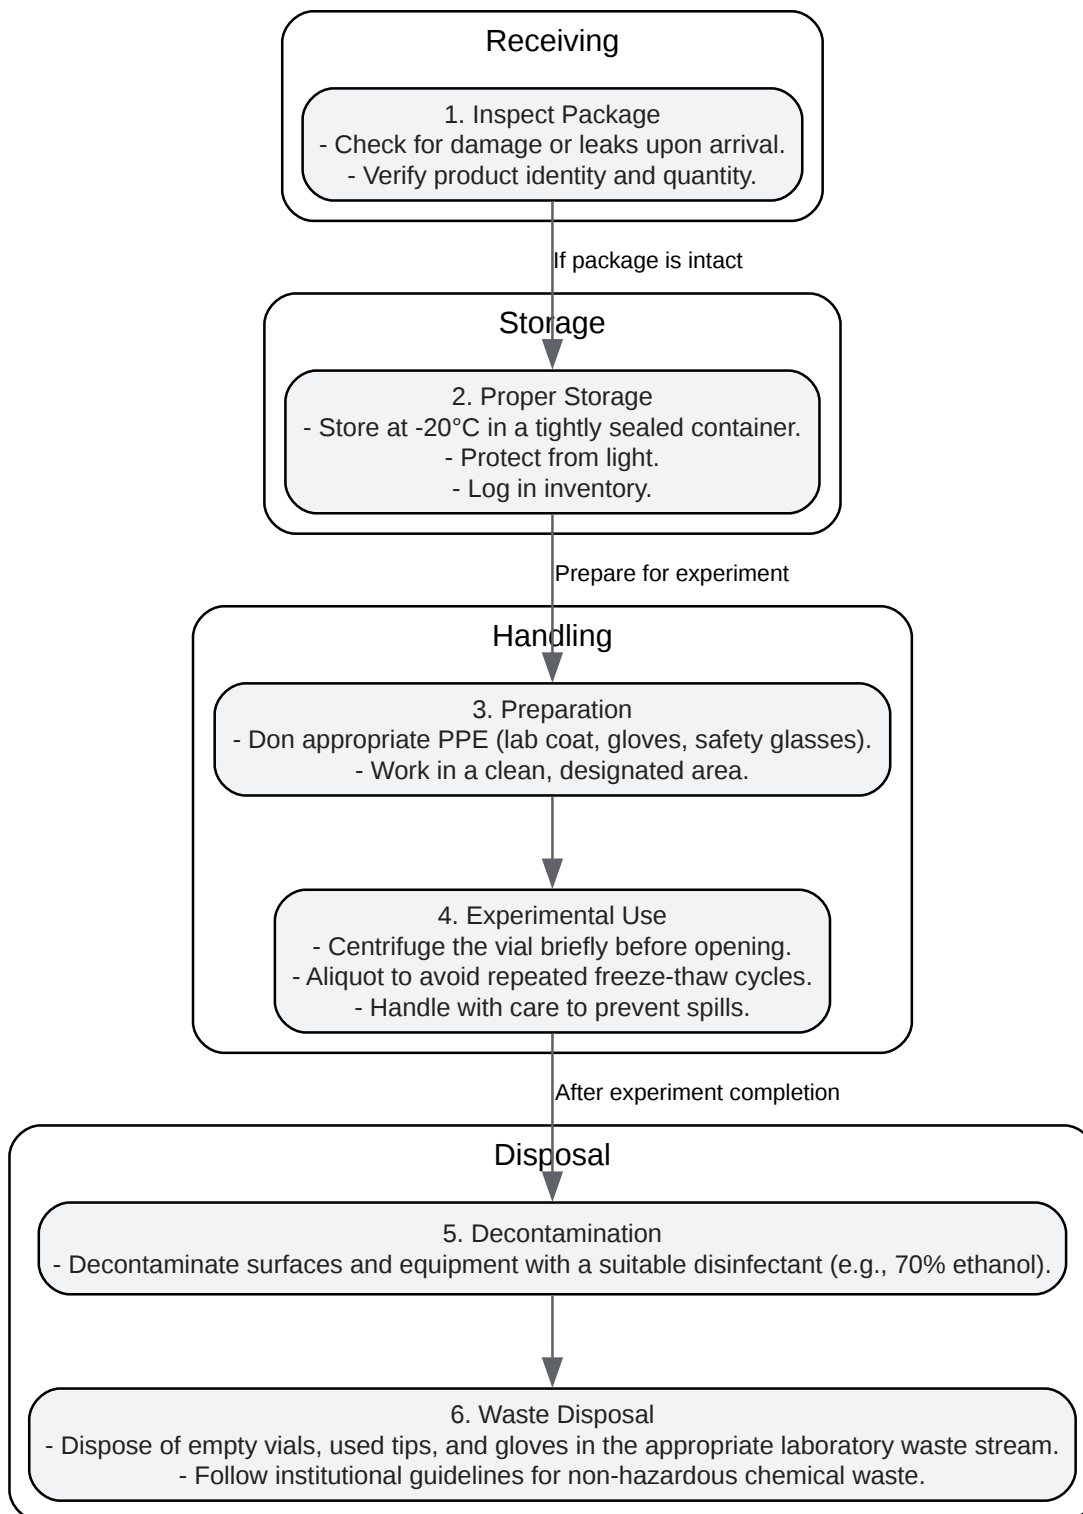 Receiving
1. Inspect Package
- Check for damage or leaks upon arrival.
- Verify product identity and quantity.
If package is intact
Storage
2. Proper Storage
- Store at -20°C in a tightly sealed container.
- Protect from light.
- Log in inventory.
Prepare for experiment
Handling
3. Preparation
- Don appropriate PPE (lab coat, gloves, safety glasses).
- Work in a clean, designated area.
4. Experimental Use
- Centrifuge the vial briefly before opening.
- Aliquot to avoid repeated freeze-thaw cycles.
- Handle with care to prevent spills.
After experiment completion
Disposal
5. Decontamination
- Decontaminate surfaces and equipment with a suitable disinfectant (e.g., 70% ethanol).
6. Waste Disposal
- Dispose of empty vials, used tips, and gloves in the appropriate laboratory waste stream.
- Follow institutional guidelines for non-hazardous chemical waste.